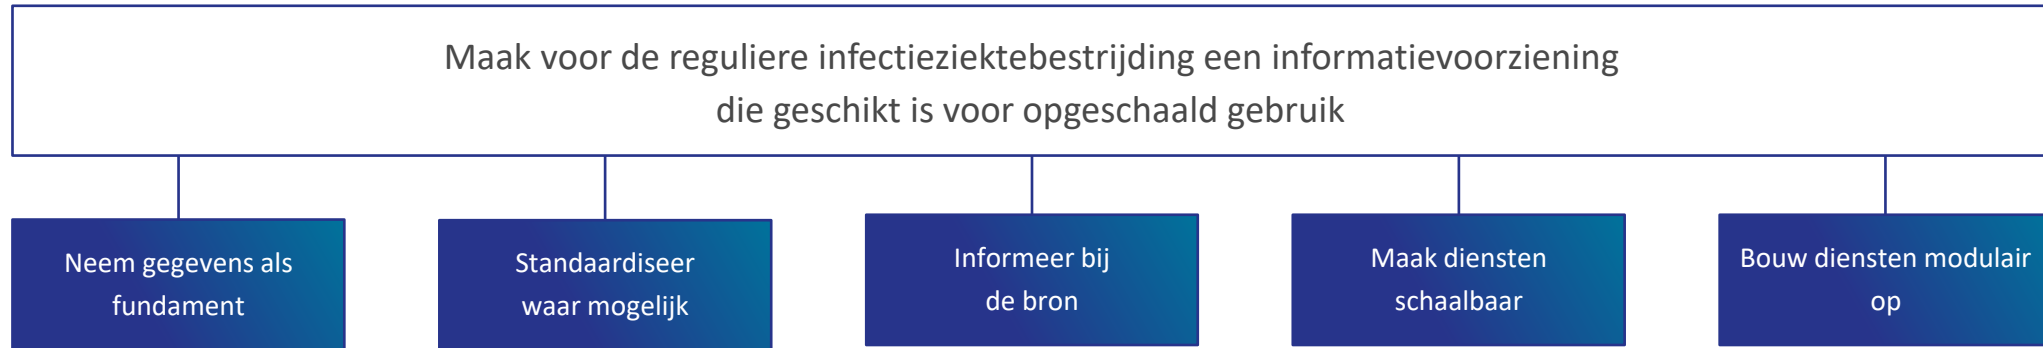 Maak voor de reguliere infectieziektebestrijding een informatievoorziening
die geschikt is voor opgeschaald gebruik
Neem gegevens als
fundament
Standaardiseer
waar mogelijk
Informeer bij
de bron
Maak diensten
schaalbaar
Bouw diensten modulair
op